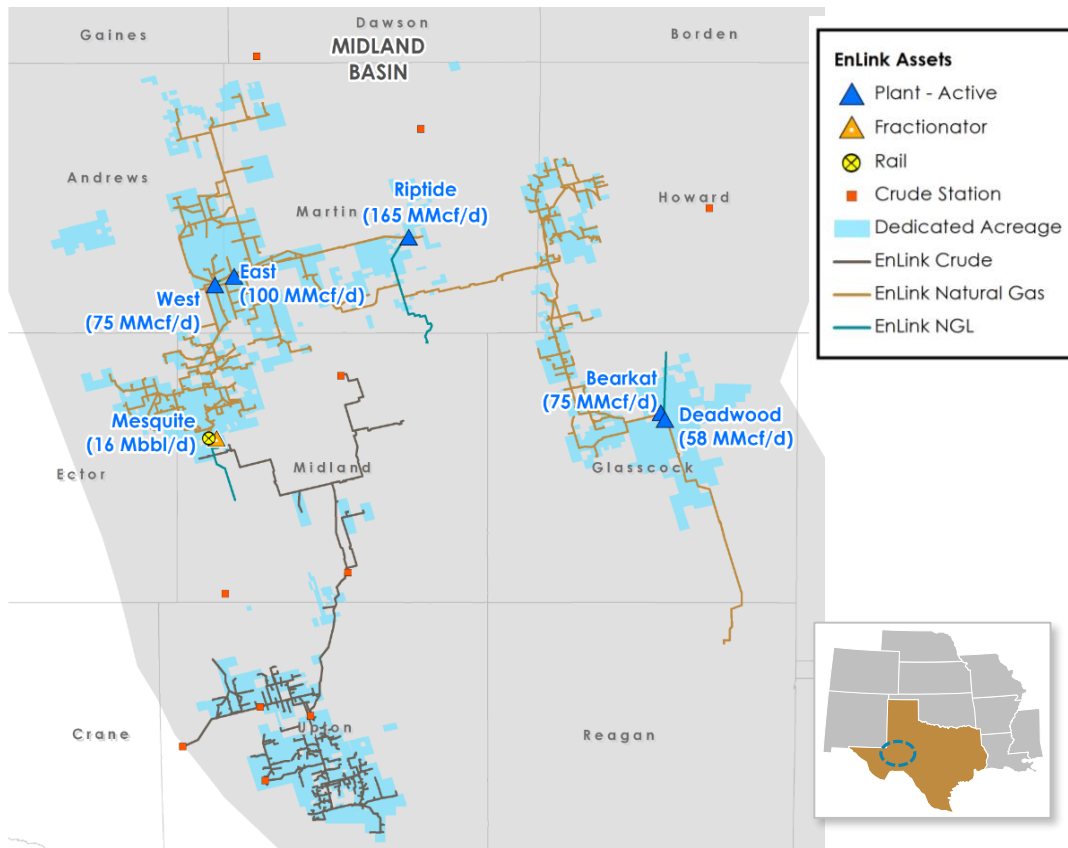 Gaines
Dawson
Borden
MIDLAND
BASIN
Andrews
Martin
Howard
Riptide
(165 MMcf/d)
East
(100 MMcf/d)
West
(75 MMcf/d)
Bearkat
(75 MMcf/d)
Deadwood
(58 MMcf/d)
Mesquite
(16 Mbbl/d)
Ector
Midland
Glasscock
Crane
Upton
Reagan
EnLink Assets
Plant - Active
Fractionator
Rail
Crude Station
Dedicated Acreage
EnLink Crude
EnLink Natural Gas
EnLink NGL